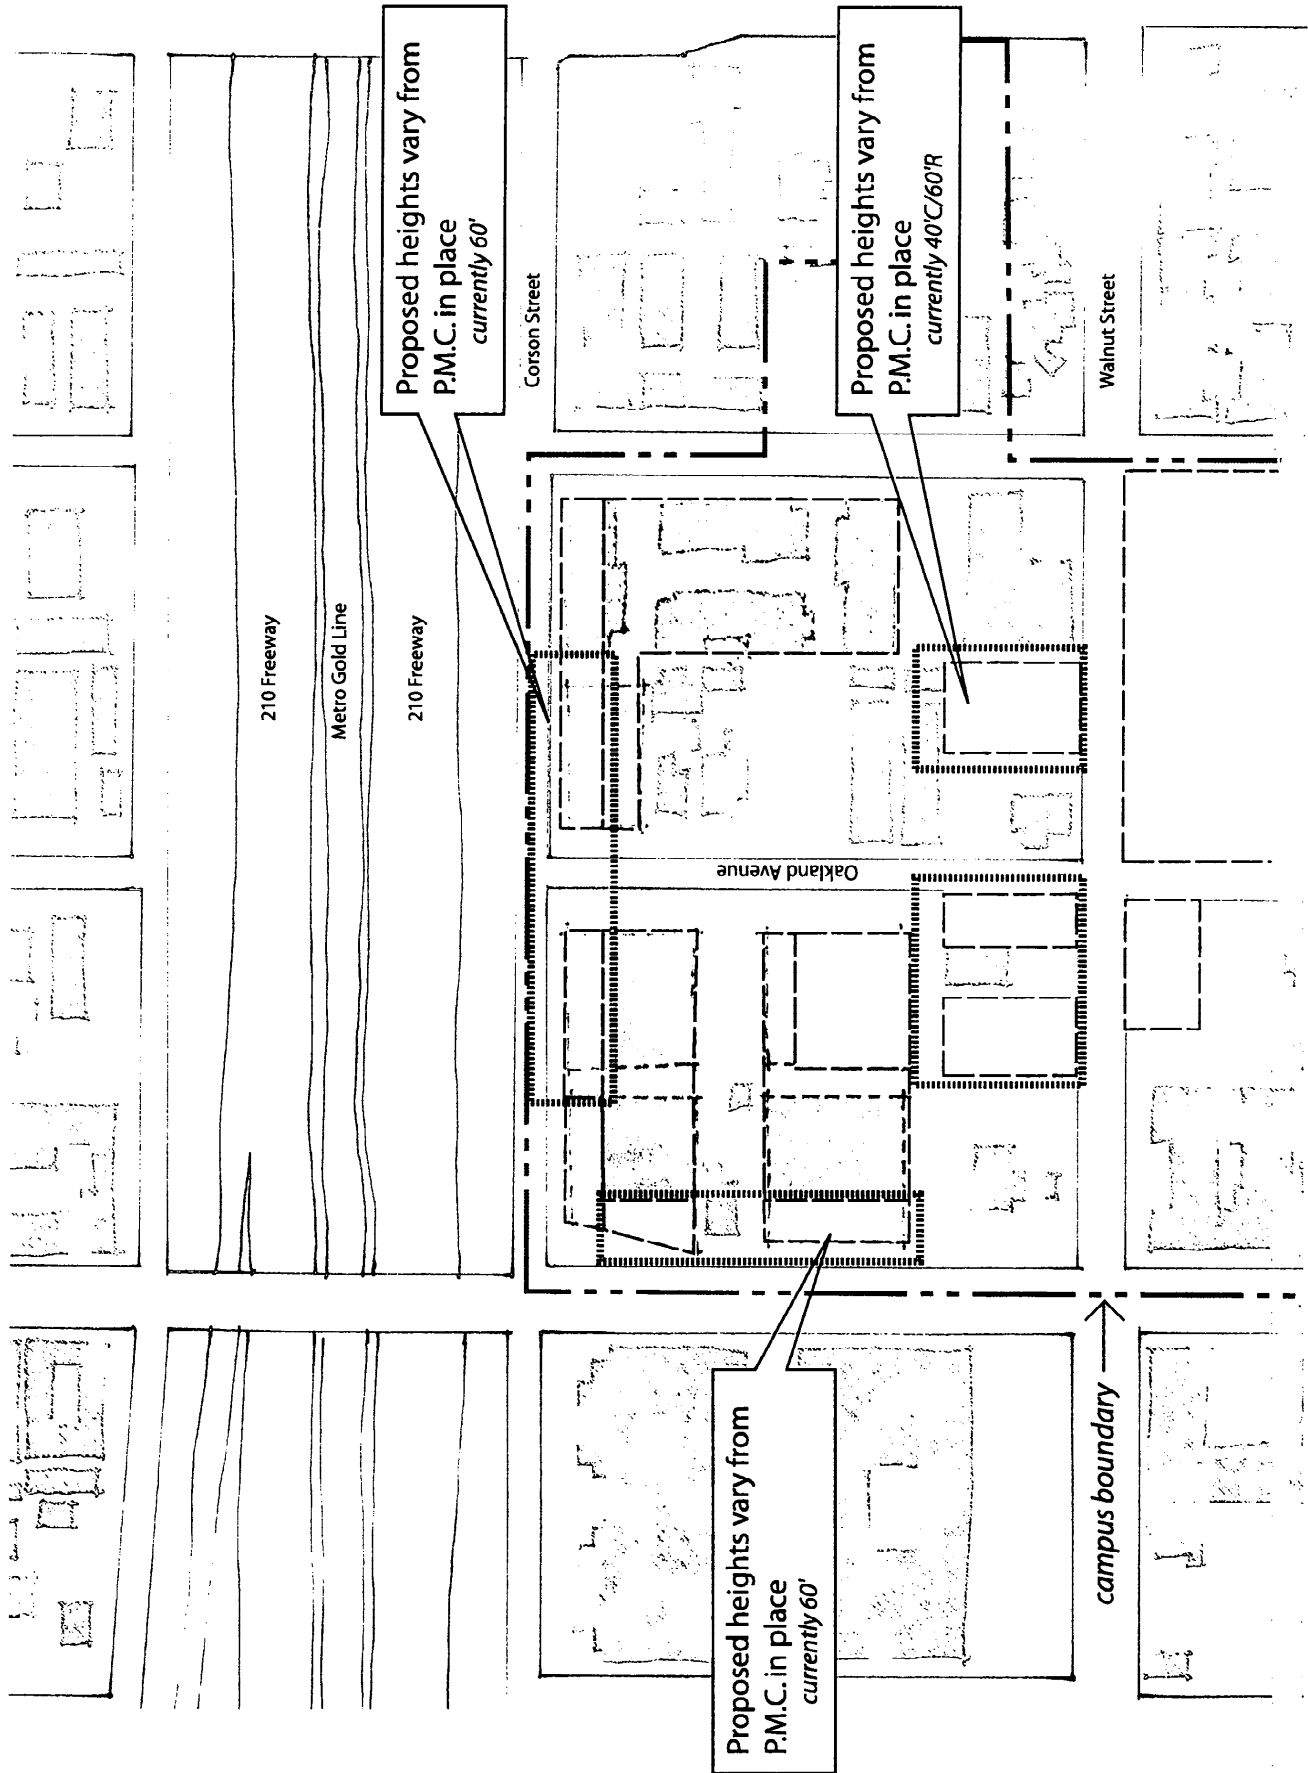 210 Freeway
Metro Gold Line
210 Freeway
Proposed heights vary from
P.M.C. in place
currently 60'
Corson Street
Oakland Avenue
Proposed heights vary from
P.M.C. in place
currently 40'C/60'R
Walnut Street
Proposed heights vary from
P.M.C. in place
currently 60'
campus boundary